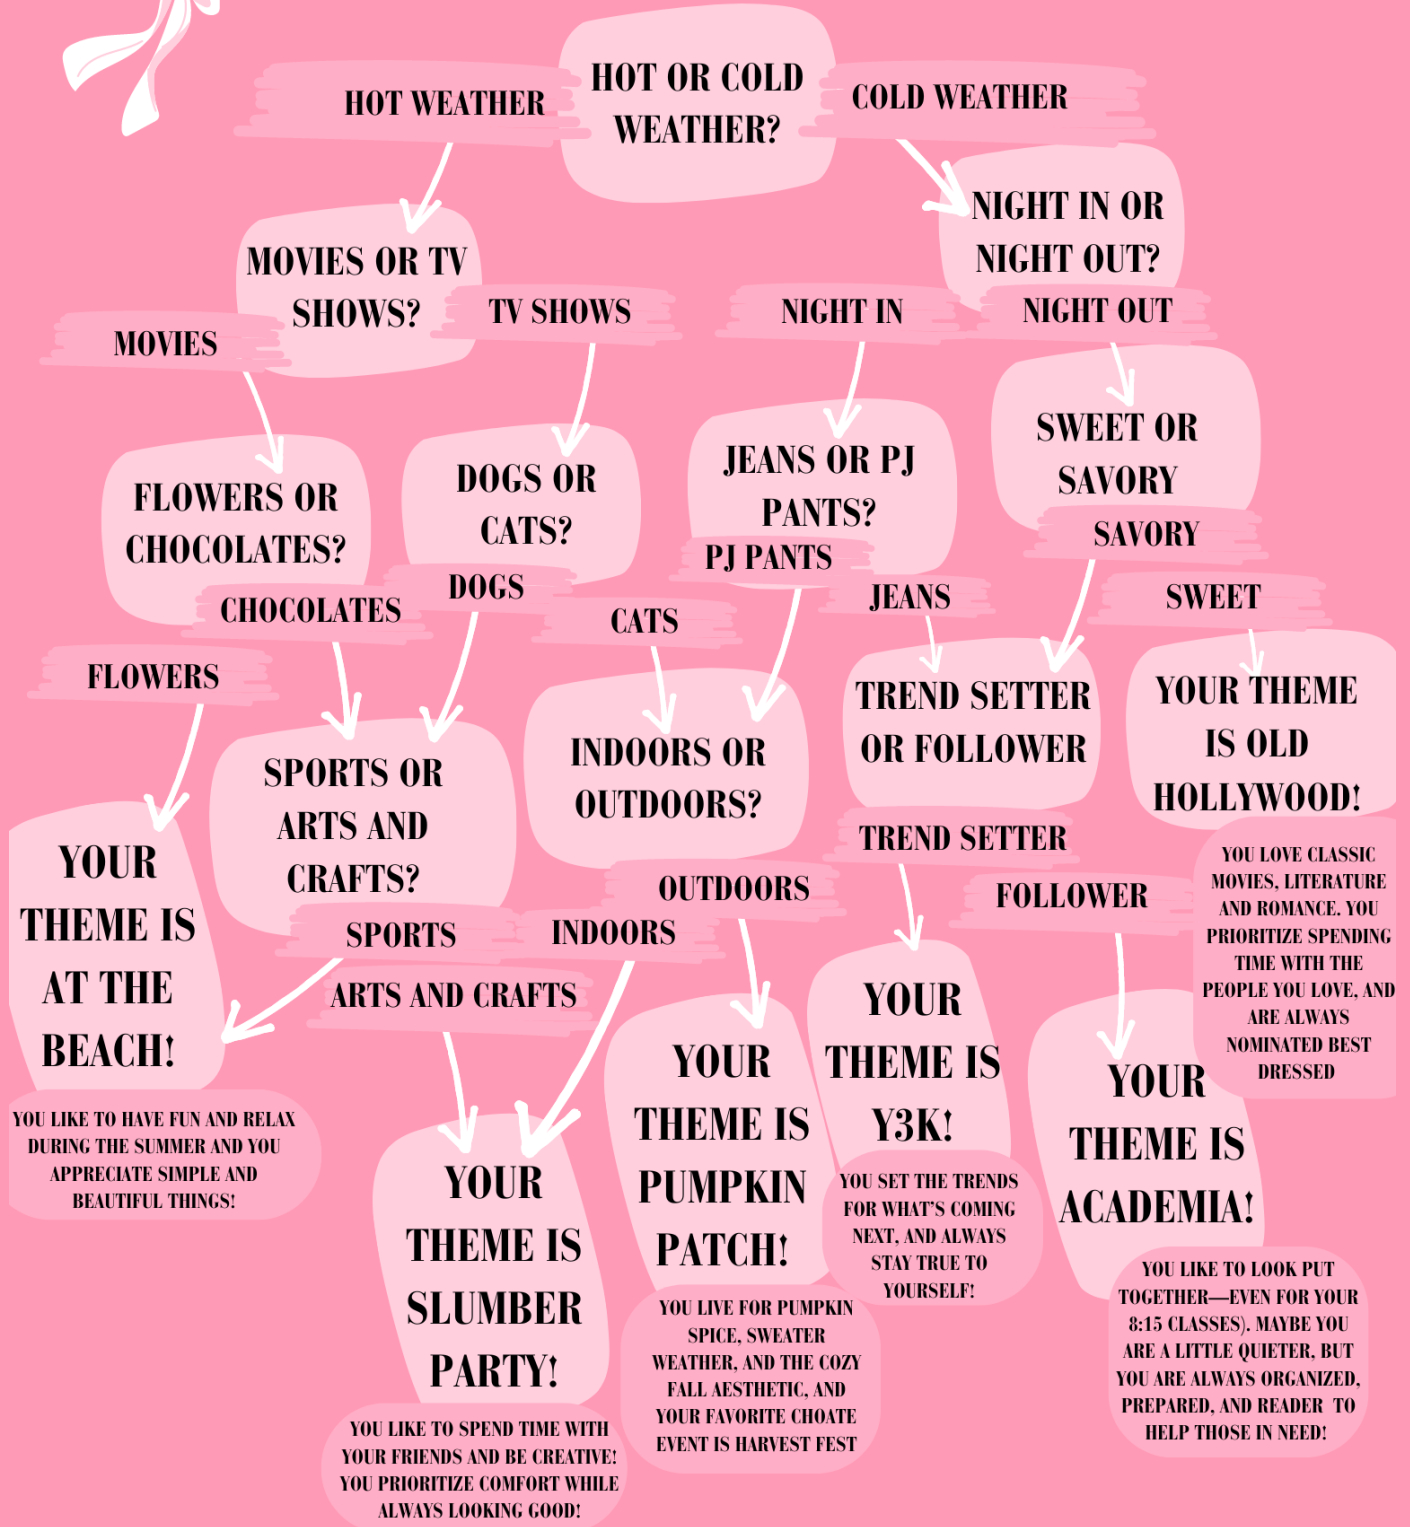 HOT OR COLD
WEATHER?
HOT WEATHER
COLD WEATHER
NIGHT IN OR
NIGHT OUT?
MOVIES OR TV
SHOWS?
TV SHOWS
NIGHT IN
NIGHT OUT
MOVIES
SWEET OR
SAVORY
JEANS OR PJ
PANTS?
DOGS OR
CATS?
FLOWERS OR
CHOCOLATES?
SAVORY
PJ PANTS
DOGS
JEANS
SWEET
CHOCOLATES
CATS
FLOWERS
TREND SETTER
OR FOLLOWER
YOUR THEME
IS OLD
HOLLYWOOD!
INDOORS OR
OUTDOORS?
SPORTS OR
ARTS AND
CRAFTS?
TREND SETTER
YOUR
THEME IS
AT THE
BEACH!
YOU LOVE CLASSIC
MOVIES, LITERATURE
AND ROMANCE. YOU
PRIORITIZE SPENDING
TIME WITH THE
PEOPLE YOU LOVE, AND
ARE ALWAYS
NOMINATED BEST
DRESSED
OUTDOORS
FOLLOWER
SPORTS
INDOORS
ARTS AND CRAFTS
YOUR
THEME IS
Y3K!
YOUR
THEME IS
PUMPKIN
PATCH!
YOUR
THEME IS
ACADEMIA!
YOU LIKE TO HAVE FUN AND RELAX
DURING THE SUMMER AND YOU
APPRECIATE SIMPLE AND
BEAUTIFUL THINGS!
YOUR
THEME IS
SLUMBER
PARTY!
YOU SET THE TRENDS
FOR WHAT'S COMING
NEXT, AND ALWAYS
STAY TRUE TO
YOURSELF!
YOU LIKE TO LOOK PUT
TOGETHER—EVEN FOR YOUR
8:15 CLASSES). MAYBE YOU
ARE A LITTLE QUIETER, BUT
YOU ARE ALWAYS ORGANIZED,
PREPARED, AND READER TO
HELP THOSE IN NEED!
YOU LIVE FOR PUMPKIN
SPICE, SWEATER
WEATHER, AND THE COZY
FALL AESTHETIC, AND
YOUR FAVORITE CHOATE
EVENT IS HARVEST FEST
YOU LIKE TO SPEND TIME WITH
YOUR FRIENDS AND BE CREATIVE!
YOU PRIORITIZE COMFORT WHILE
ALWAYS LOOKING GOOD!